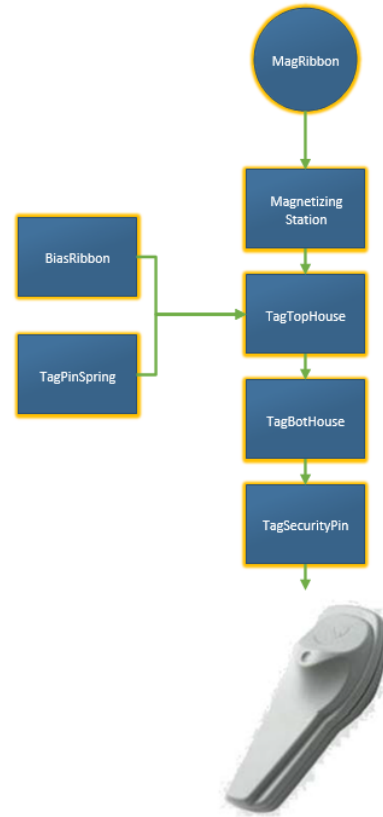 MagRibbon
Magnetizing
Station
BiasRibbon
TagTopHouse
TagPinSpring
TagBotHouse
TagSecurityPin